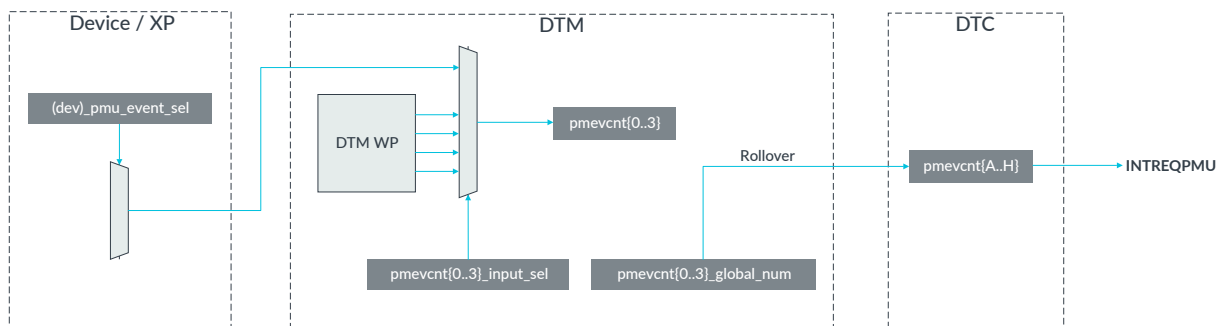 Device / XP
DTM
DTC
(dev)_pmu_event_sel
DTM WP
pmevcnt{0..3}
Rollover
pmevcnt{A..H}
INTREQPMU
pmevcnt{0..3}_input_sel
pmevcnt{0..3}_global_num